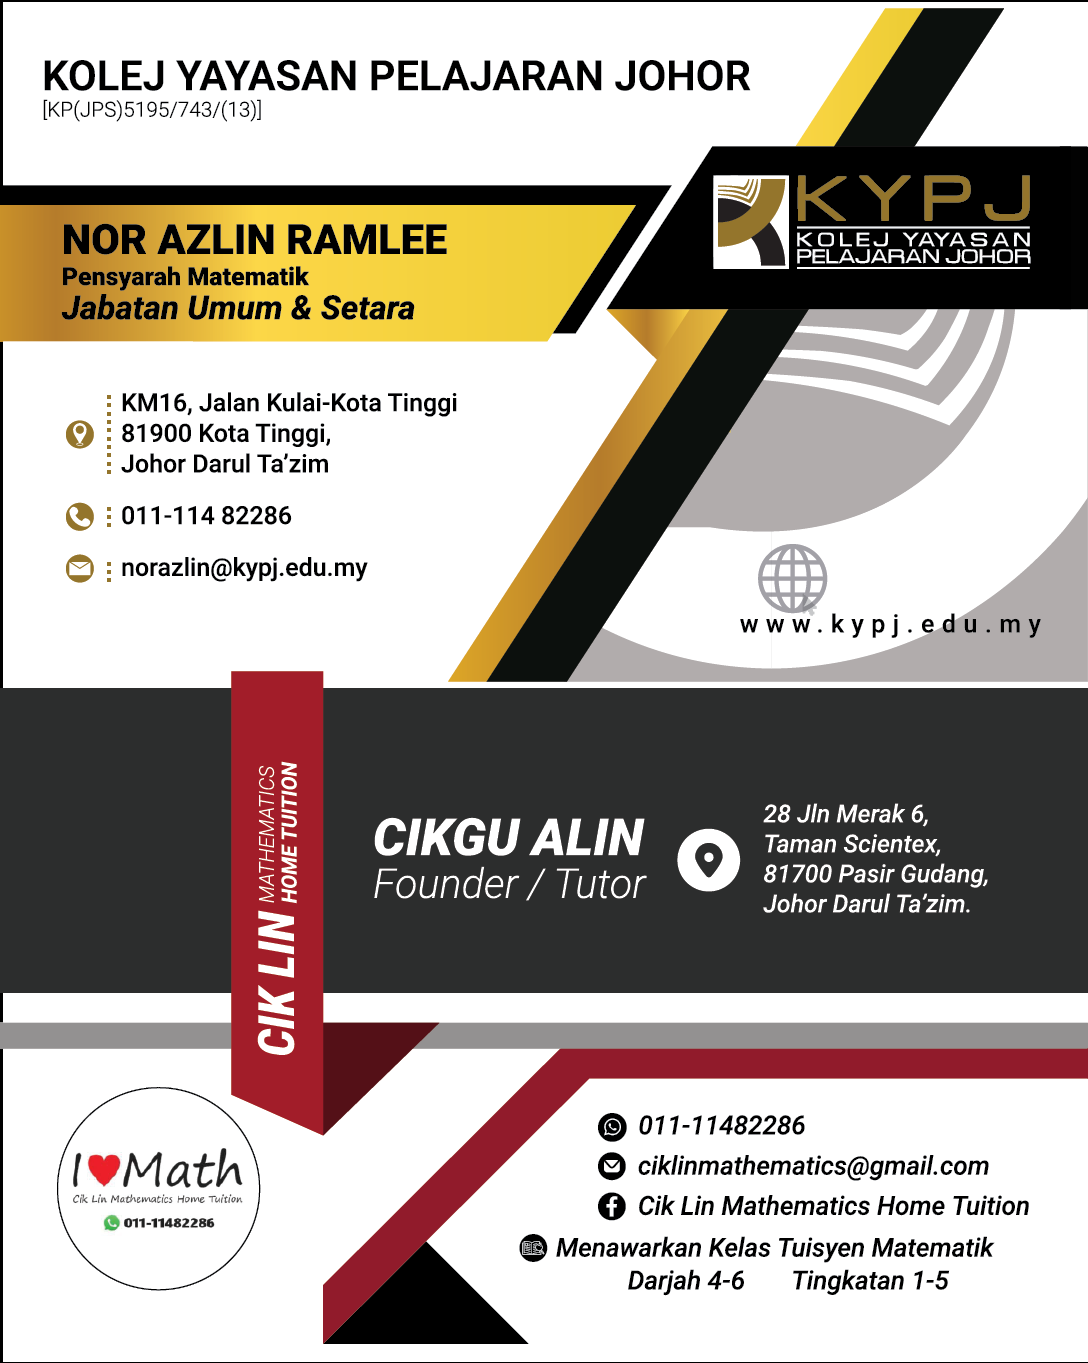 KOLEJ YAYASAN PELAJARAN JOHOR
[KP(JPS)5195/743/(13)]
KYPJ
KOLEJ YAYASAN
PELAJARAN JOHOR
NOR AZLIN RAMLEE
Pensyarah Matematik
Jabatan Umum & Setara
KM16, Jalan Kulai-Kota Tinggi
81900 Kota Tinggi,
Johor Darul Ta’zim
011-114 82286
norazlin@kypj.edu.my
www.kypj.edu.my
CIK LIN
MATHEMATICS
HOME TUITION
CIKGU ALIN
Founder / Tutor
28 Jln Merak 6,
Taman Scientex,
81700 Pasir Gudang,
Johor Darul Ta’zim.
I Math
Cik Lin Mathematics Home Tuition
011-11482286
011-11482286
ciklinmathematics@gmail.com
Cik Lin Mathematics Home Tuition
Menawarkan Kelas Tuisyen Matematik
Darjah 4-6 Tingkatan 1-5